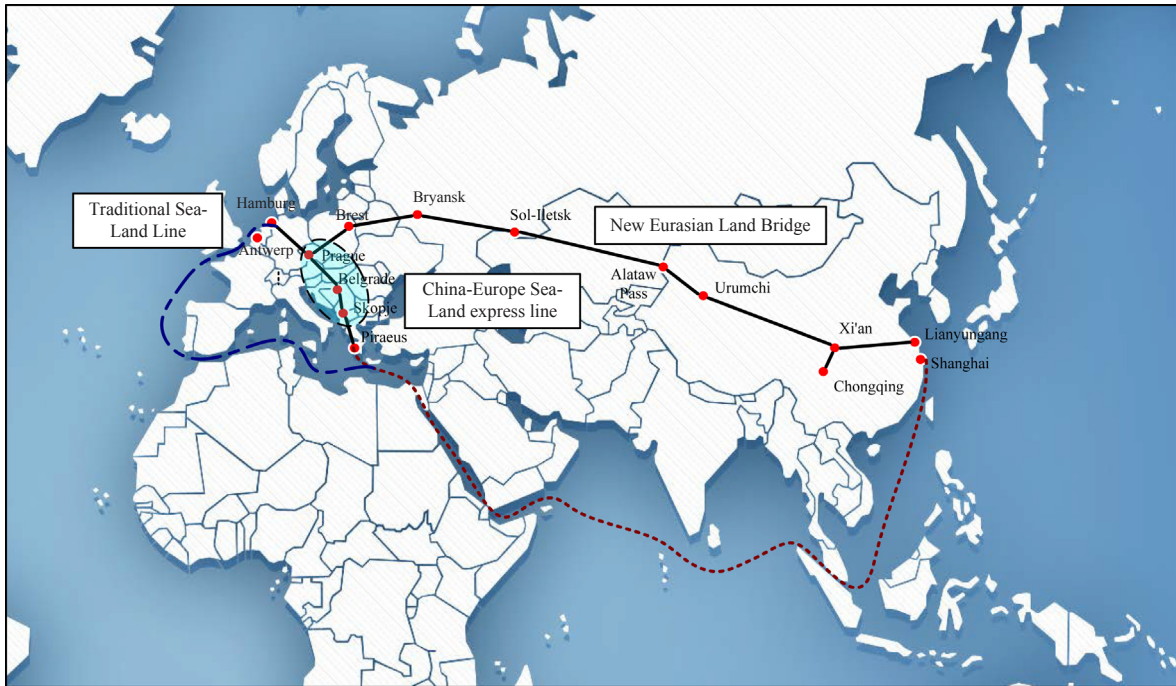 Traditional Sea-
Land Line
Hamburg
Antwerp
Brest
Bryansk
Sol-Iletsk
New Eurasian Land Bridge
Prague
Belgrade
Skopje
Piraeus
China-Europe Sea-
Land express line
Alataw
Pass
Urumchi
Xi'an
Lianyungang
Shanghai
Chongqing